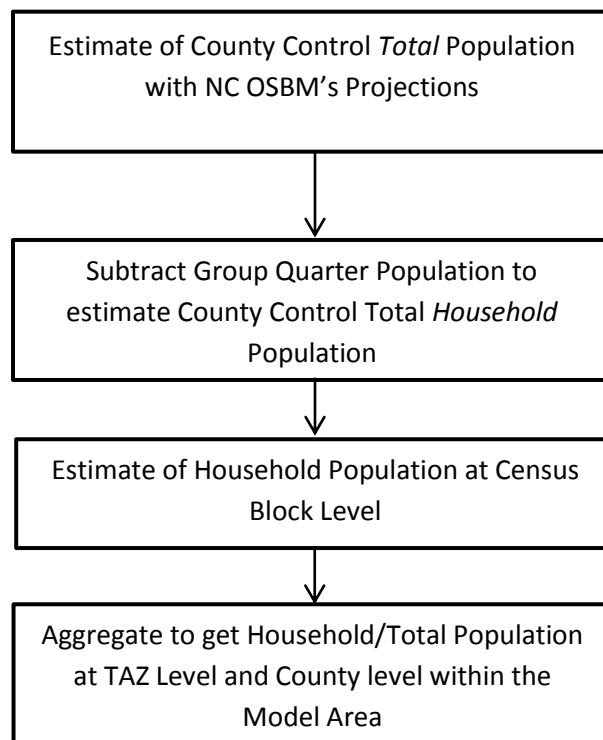 Estimate of County Control Total Population
with NC OSBM’s Projections
Subtract Group Quarter Population to
estimate County Control Total Household
Population
Estimate of Household Population at Census
Block Level
Aggregate to get Household/Total Population
at TAZ Level and County level within the
Model Area